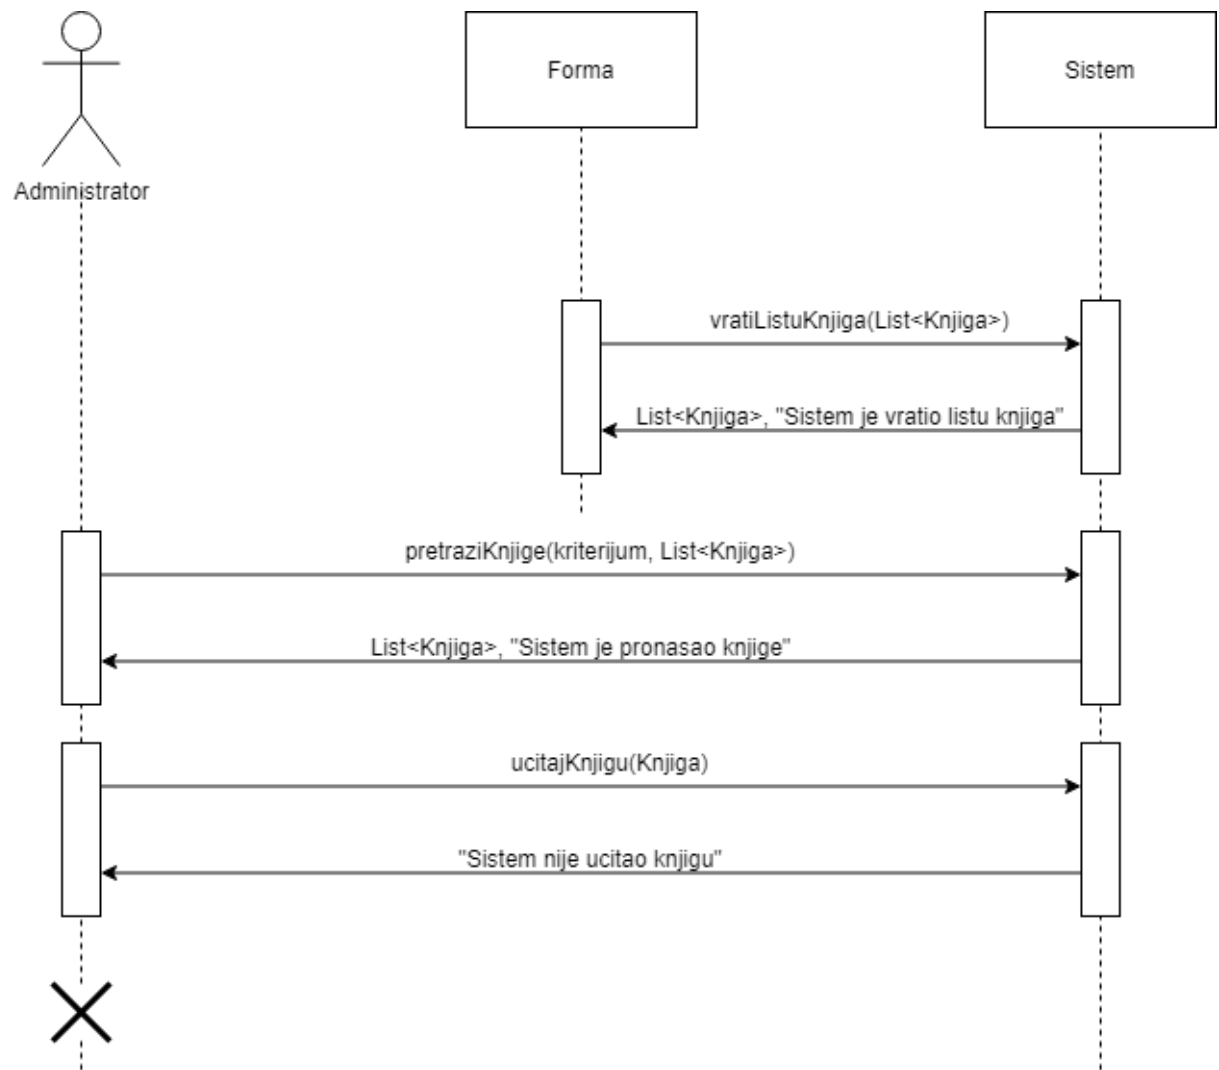 Forma
Sistem
Administrator
vratiListuKnjiga(List<Knjiga>)
List<Knjiga>, "Sistem je vratio listu knjiga"
pretraziKnjige(kriterijum, List<Knjiga>)
List<Knjiga>, "Sistem je pronasao knjige"
ucitajKnjigu(Knjiga)
"Sistem nije ucitao knjigu"